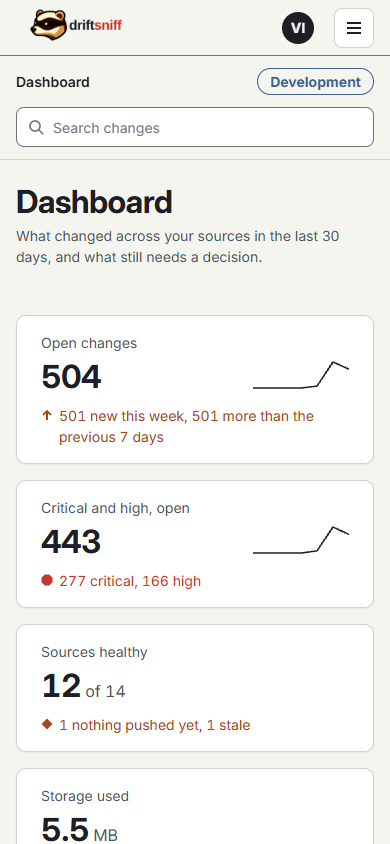 driftsniff
VI
Dashboard
Development
Search changes
Dashboard
What changed across your sources in the last 30
days, and what still needs a decision.
Open changes
504
501 new this week, 501 more than the
previous 7 days
Critical and high, open
443
277 critical, 166 high
Sources healthy
12 of 14
1 nothing pushed yet, 1 stale
Storage used
5.5 MB